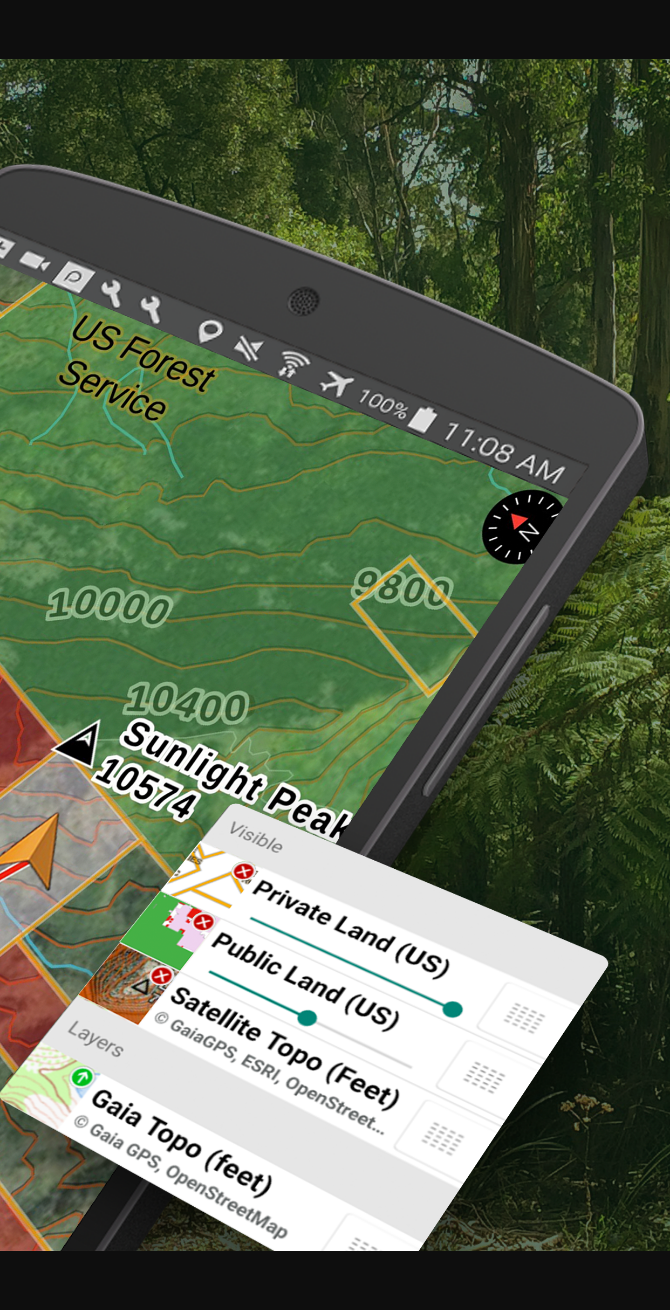 100%
11:08 AM
US Forest
Service
N
9800
10000
10400
Sunlight Peak
10574
Visible
Private Land (US)
Public Land (US)
Satellite Topo (Feet)
© GaiaGPS, ESRI, OpenStreet...
Layers
Gaia Topo (feet)
© Gaia GPS, OpenStreetMap